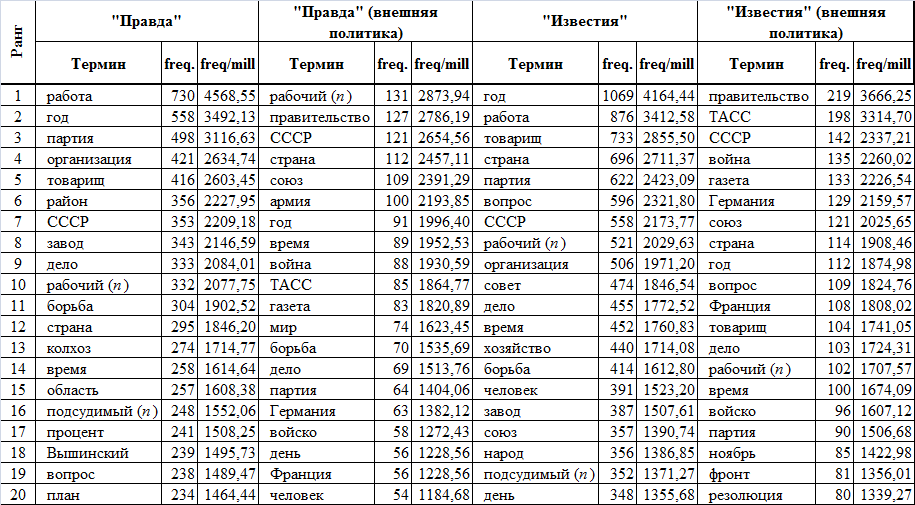 Ранг "Правда" "Правда" (внешняя политика) "Известия" "Известия" (внешняя политика)
Термин freq. freq/mill Термин freq. freq/mill Термин freq. freq/mill Термин freq. freq/mill
1 работа 730 4568,55 рабочий (n) 131 2873,94 год 1069 4164,44 правительство 219 3666,25
2 год 558 3492,13 правительство 127 2786,19 работа 876 3412,58 ТАСС 198 3314,70
3 партия 498 3116,63 СССР 121 2654,56 товарищ 733 2855,50 СССР 142 2337,21
4 организация 421 2634,74 страна 112 2457,11 страна 696 2711,37 война 135 2260,02
5 товарищ 416 2603,45 союз 109 2391,29 партия 622 2423,09 газета 133 2226,54
6 район 356 2227,95 армия 100 2193,85 вопрос 596 2321,80 Германия 129 2159,57
7 СССР 353 2209,18 год 91 1996,40 СССР 558 2173,77 союз 121 2025,65
8 завод 343 2146,59 время 89 1952,53 рабочий (n) 521 2029,63 страна 114 1908,46
9 дело 333 2084,01 война 88 1930,59 организация 506 1971,20 год 112 1874,98
10 рабочий (n) 332 2077,75 ТАСС 85 1864,77 совет 474 1846,54 вопрос 109 1824,76
11 борьба 304 1902,52 газета 83 1820,89 дело 455 1772,52 Франция 108 1808,02
12 страна 295 1846,20 мир 74 1623,45 время 452 1760,83 товарищ 104 1741,05
13 колхоз 274 1714,77 борьба 70 1535,69 хозяйство 440 1714,08 дело 103 1724,31
14 время 258 1614,64 дело 69 1513,76 борьба 414 1612,80 рабочий (n) 102 1707,57
15 область 257 1608,38 партия 64 1404,06 человек 391 1523,20 время 100 1674,09
16 подсудимый (n) 248 1552,06 Германия 63 1382,12 завод 387 1507,61 войско 96 1607,12
17 процент 241 1508,25 войско 58 1272,43 союз 357 1390,74 партия 90 1506,68
18 Вышинский 239 1495,73 день 56 1228,56 народ 356 1386,85 ноябрь 85 1422,98
19 вопрос 238 1489,47 Франция 56 1228,56 подсудимый (n) 352 1371,27 фронт 81 1356,01
20 план 234 1464,44 человек 54 1184,68 день 348 1355,68 резолюция 80 1339,27